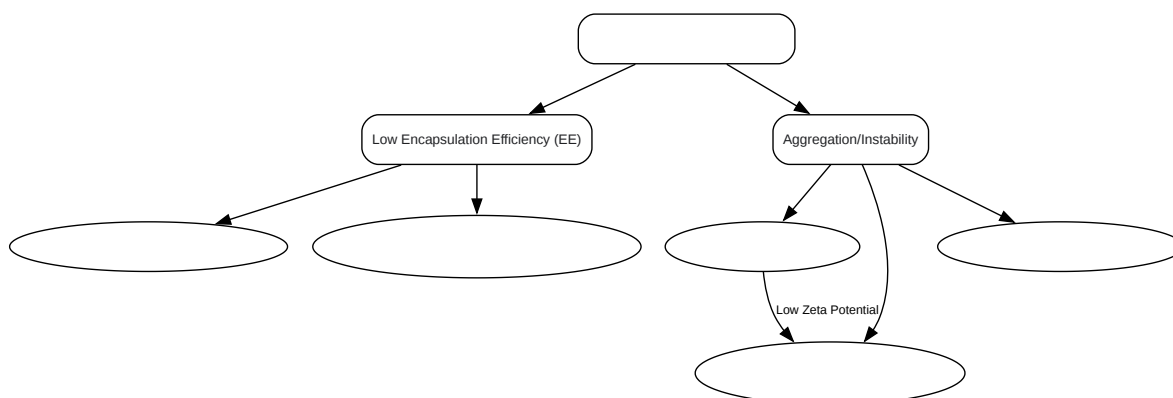 Low Encapsulation Efficiency (EE)
Aggregation/Instability
Low Zeta Potential